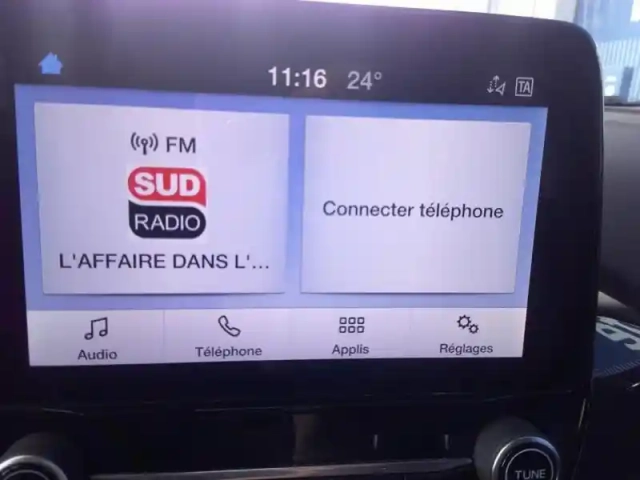 11:16 24°
TA
FM
SUD
RADIO
L'AFFAIRE DANS L'...
Connecter téléphone
Audio
Téléphone
Applis
Réglages
TUNE